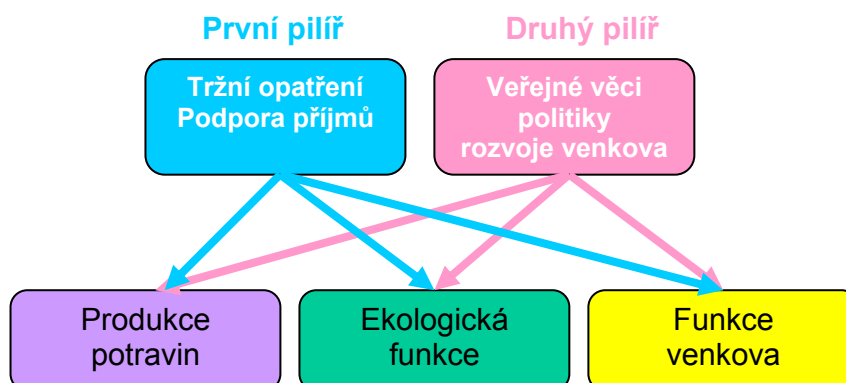 První pilíř
Druhý pilíř
Tržní opatření
Podpora příjmů
Veřejné věci
politiky
rozvoje venkova
Produkce
potravin
Ekologická
funkce
Funkce
venkova